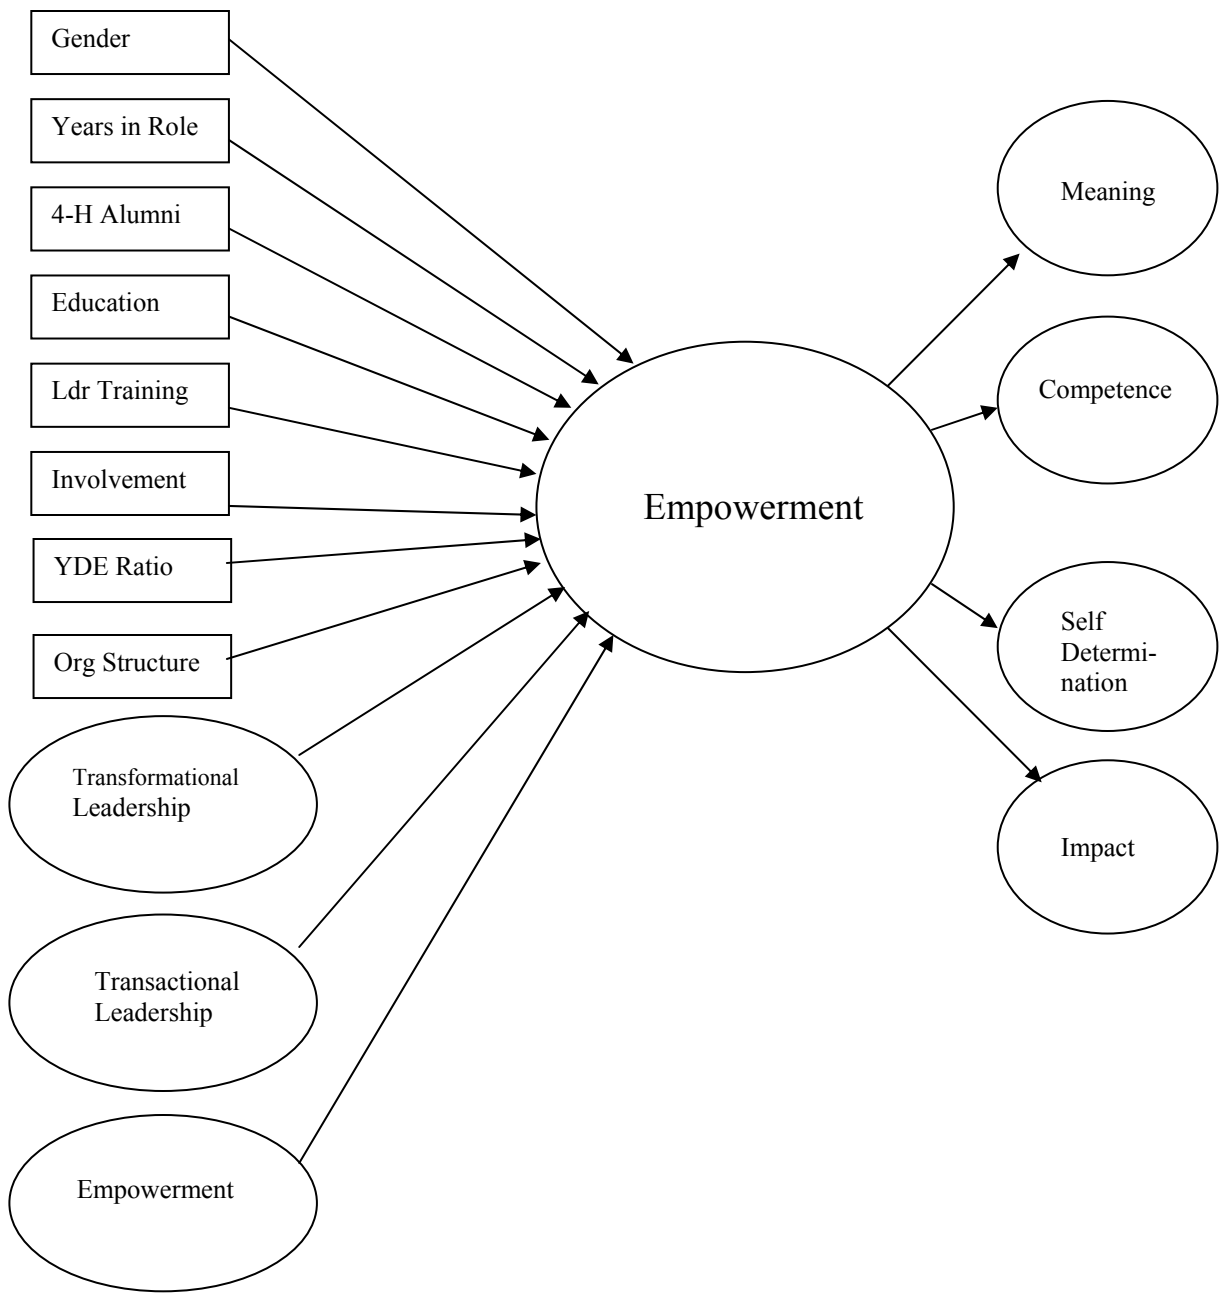 Gender
Years in Role
4-H Alumni
Education
Ldr Training
Involvement
YDE Ratio
Org Structure
Transformational
Leadership
Transactional
Leadership
Empowerment
Empowerment
Meaning
Competence
Self
Determi-
nation
Impact